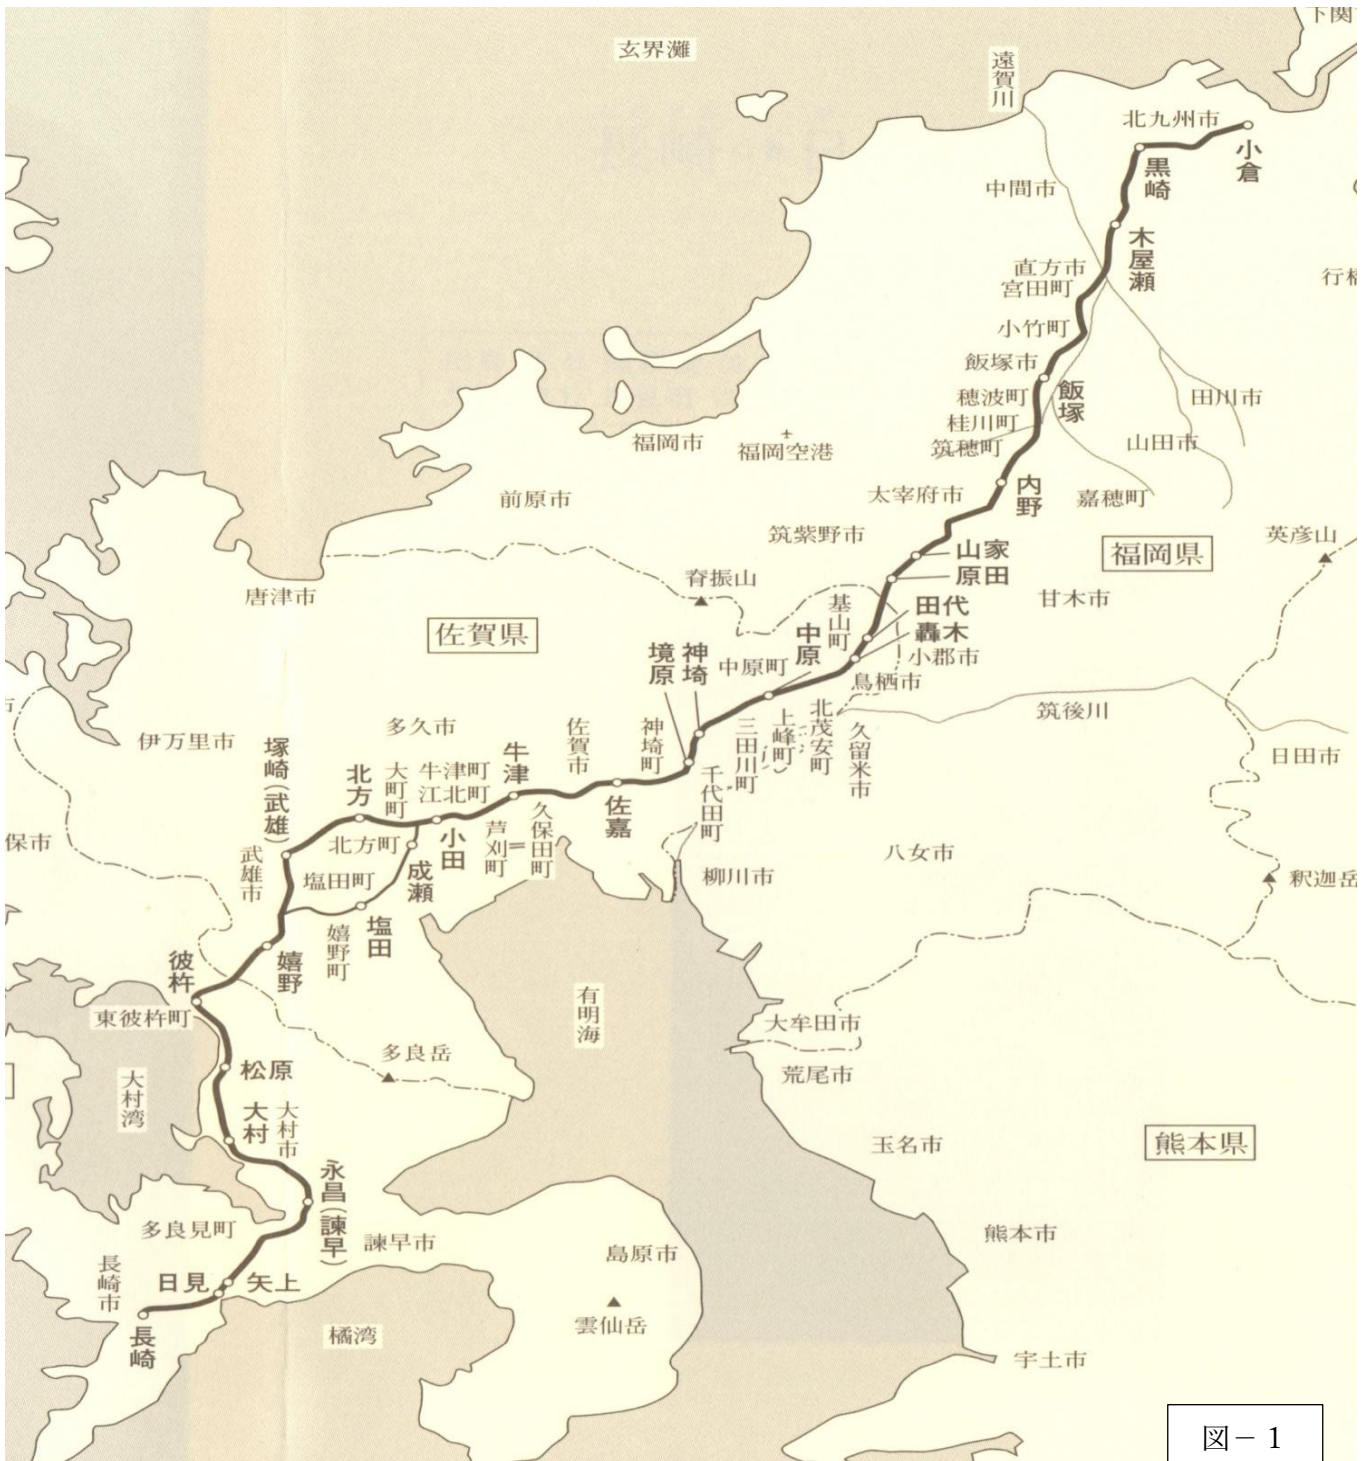 下関
玄界灘
遠賀川
北九州市
小倉
黒崎
中間市
木屋瀬
直方市
宮田町
行橋
小竹町
飯塚市
飯塚
穂波町
田川市
桂川町
福岡市
福岡空港
筑穂町
山田市
前原市
太宰府市
内野
嘉穂町
筑紫野市
英彦山
山家
福岡県
原田
脊振山
唐津市
基山町
田代
甘木市
佐賀県
轟木
中原
神埼
境原
中原町
小郡市
鳥栖市
筑後川
伊万里市
多久市
佐賀市
神埼町
三田川町
上峰町
北茂安町
久留米市
日田市
塚崎(武雄)
北方
大町町
牛津町
江北町
牛津
千代田町
保市
武雄市
北方町
小田
芦刈町
久保田町
佐嘉
八女市
塩田町
成瀬
柳川市
釈迦岳
塩田
嬉野町
彼杵
嬉野
東彼杵町
有明海
大牟田市
多良岳
松原
荒尾市
大村湾
大村
大村市
玉名市
熊本県
永昌(諫早)
多良見町
諫早市
島原市
熊本市
長崎市
日見
矢上
雲仙岳
長崎
橘湾
宇土市
図－1